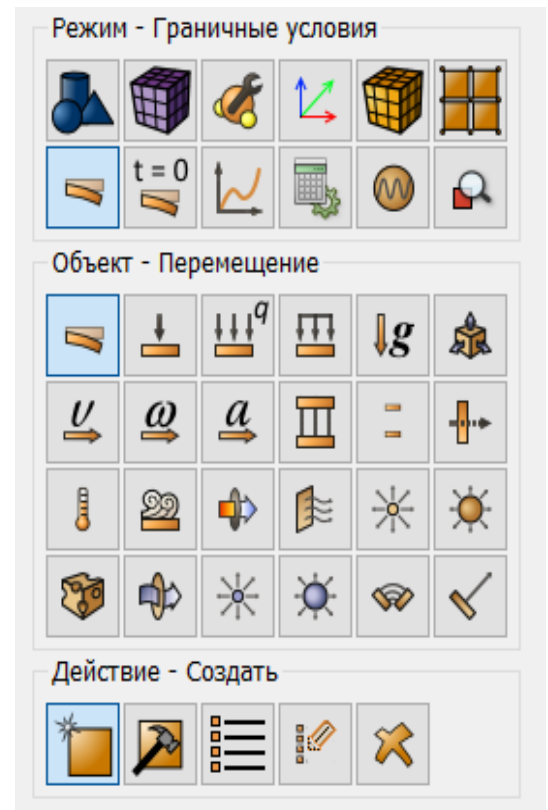 Режим - Граничные условия
t = 0
Объект - Перемещение
q
g
υ ω a
Действие - Создать